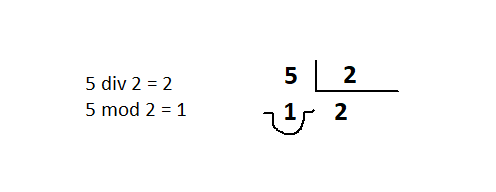 5 div 2 = 2
5 mod 2 = 1
5 2
1 2